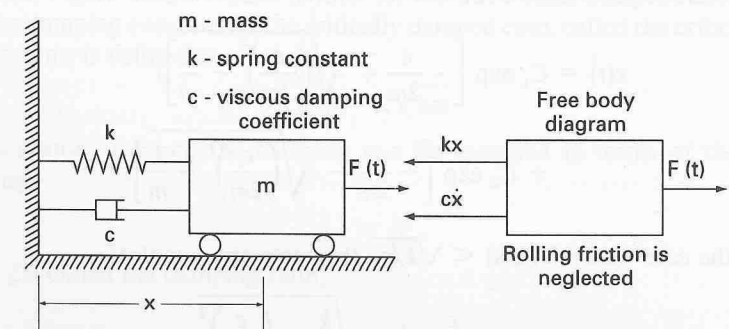 m - mass
k - spring constant
c - viscous damping
coefficient
k
c
m
F (t)
x
Free body
diagram
kx
cẋ
F (t)
Rolling friction is
neglected